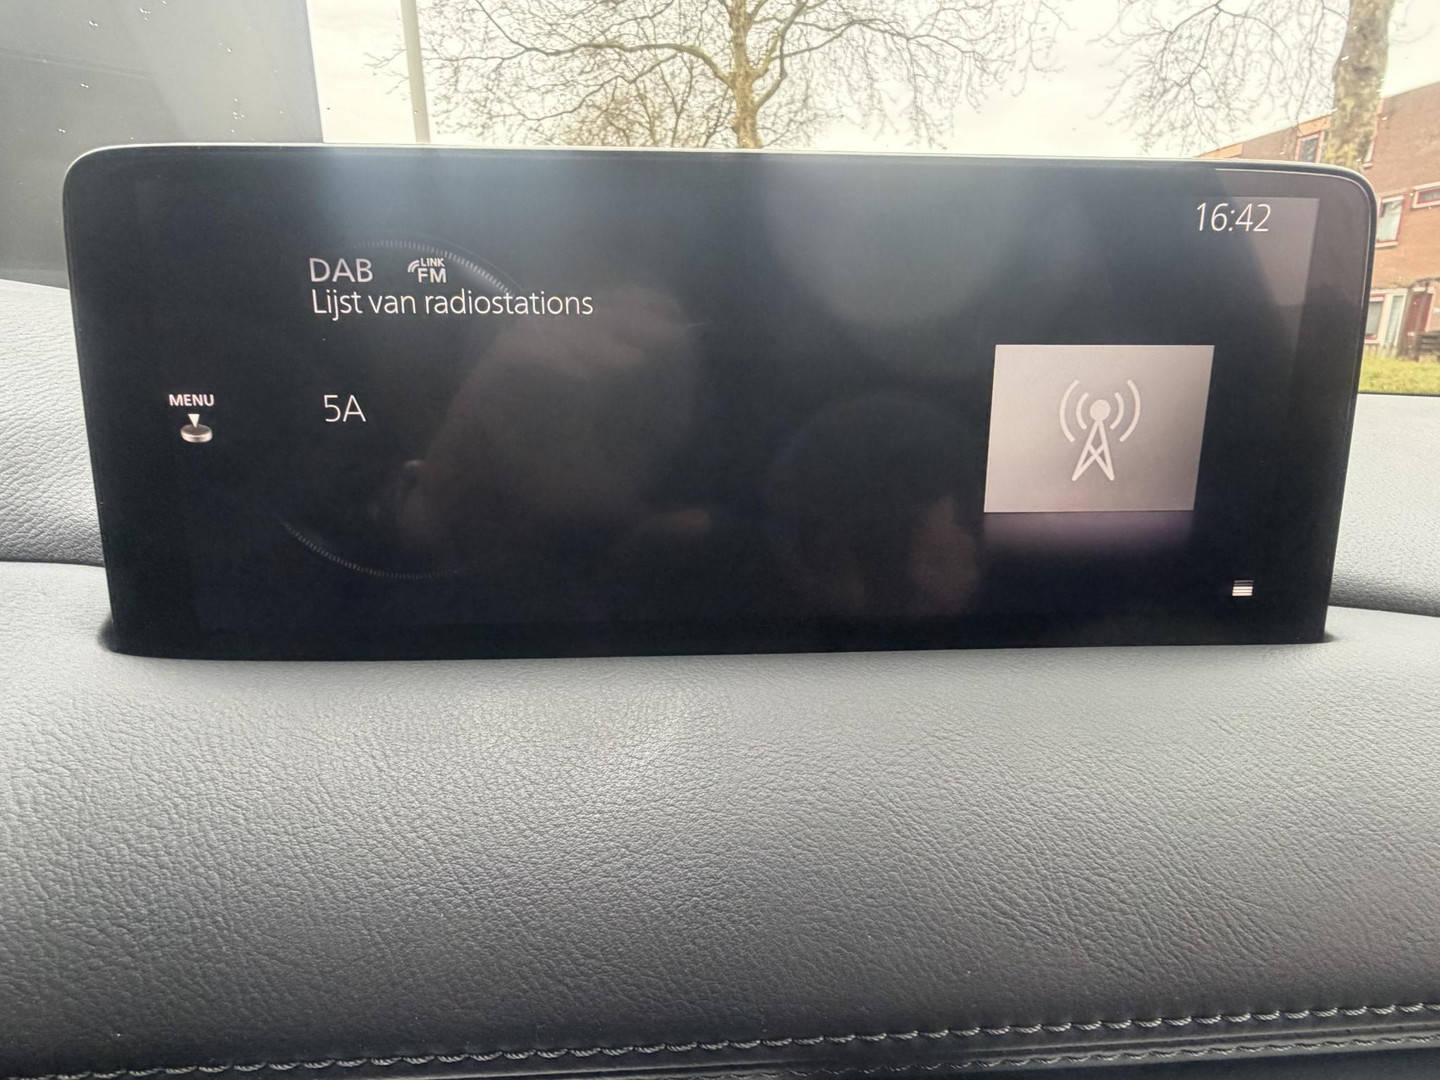 16:42
DAB LINK FM
Lijst van radiostations
MENU
5A